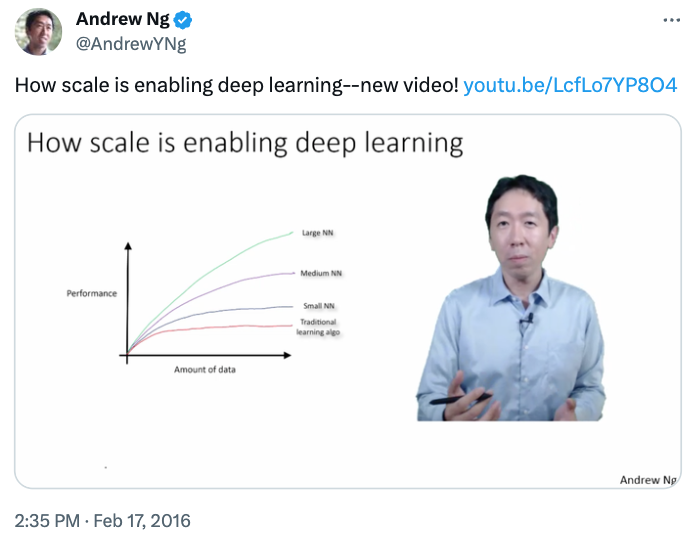 Andrew Ng
@AndrewYNg
How scale is enabling deep learning--new video! youtu.be/LcfLo7YP8O4
How scale is enabling deep learning
Large NN
Medium NN
Performance
Small NN
Traditional
learning algo
Amount of data
Andrew Ng
2:35 PM · Feb 17, 2016